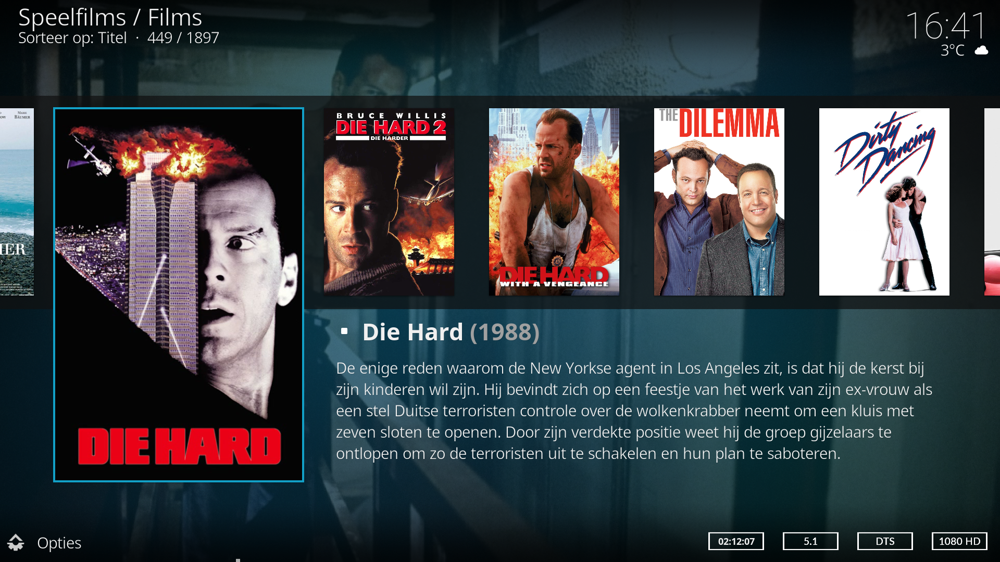 Speelfilms / Films
Sorteer op: Titel · 449 / 1897
16:41
3°C
MARIE
BÄUMER
BRUCE WILLIS
DIE HARD 2
DIE HARDER
DIE HARD
WITH A VENGEANCE
THE DILEMMA
Dirty
Dancing
DIE HARD
Die Hard (1988)
De enige reden waarom de New Yorkse agent in Los Angeles zit, is dat hij de kerst bij
zijn kinderen wil zijn. Hij bevindt zich op een feestje van het werk van zijn ex-vrouw als
een stel Duitse terroristen controle over de wolkenkrabber neemt om een kluis met
zeven sloten te openen. Door zijn verdekte positie weet hij de groep gijzelaars te
ontlopen om zo de terroristen uit te schakelen en hun plan te saboteren.
Opties
02:12:07
5.1
DTS
1080 HD